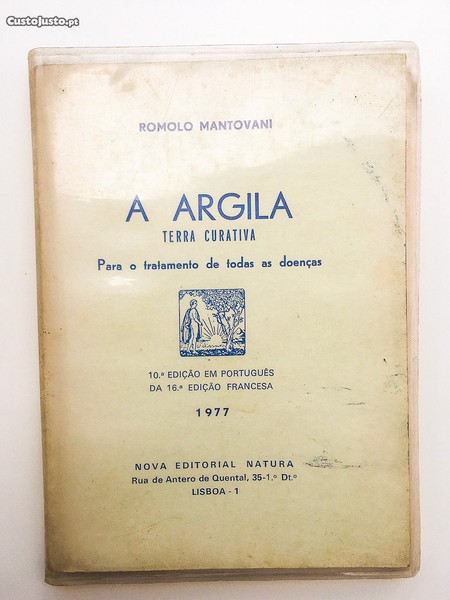 CustoJusto.pt
ROMOLO MANTOVANI
A ARGILA
TERRA CURATIVA
Para o tratamento de todas as doenças
10.ª EDIÇÃO EM PORTUGUÊS
DA 16.ª EDIÇÃO FRANCESA
1977
NOVA EDITORIAL NATURA
Rua de Antero de Quental, 35-1.º Dt.º
LISBOA - 1